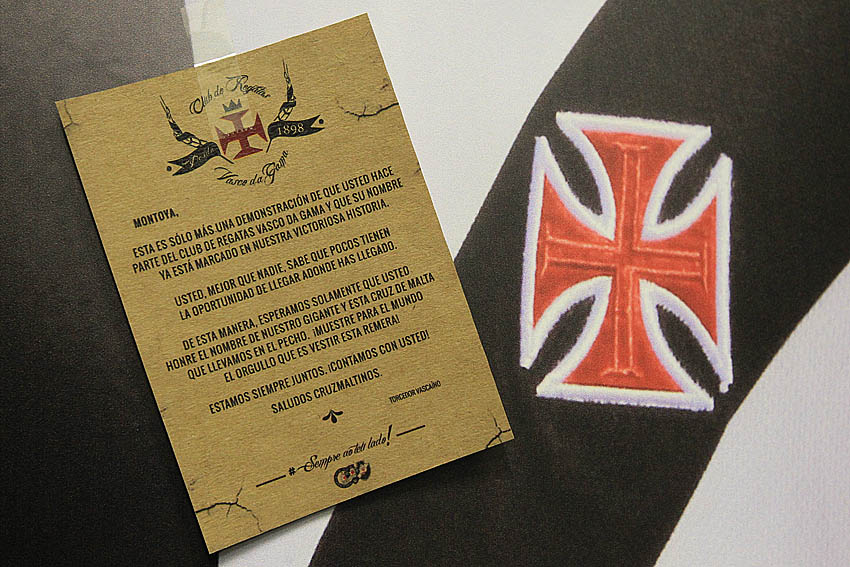 Club de Regatas
Desde 1898
Vasco da Gama
MONTOYA,
ESTA ES SÓLO MÁS UNA DEMONSTRACIÓN DE QUE USTED HACE
PARTE DEL CLUB DE REGATAS VASCO DA GAMA Y QUE SU NOMBRE
YA ESTÁ MARCADO EN NUESTRA VICTORIOSA HISTORIA.
USTED, MEJOR QUE NADIE, SABE QUE POCOS TIENEN
LA OPORTUNIDAD DE LLEGAR ADONDE HAS LLEGADO.
DE ESTA MANERA, ESPERAMOS SOLAMENTE QUE USTED
HONRE EL NOMBRE DE NUESTRO GIGANTE Y ESTA CRUZ DE MALTA
QUE LLEVAMOS EN EL PECHO. ¡MUESTRE PARA EL MUNDO
EL ORGULLO QUE ES VESTIR ESTA REMERA!
ESTAMOS SIEMPRE JUNTOS. ¡CONTAMOS CON USTED!
SALUDOS CRUZMALTINOS.
TORCEDOR VASCAÍNO
# Sempre ao teu lado!